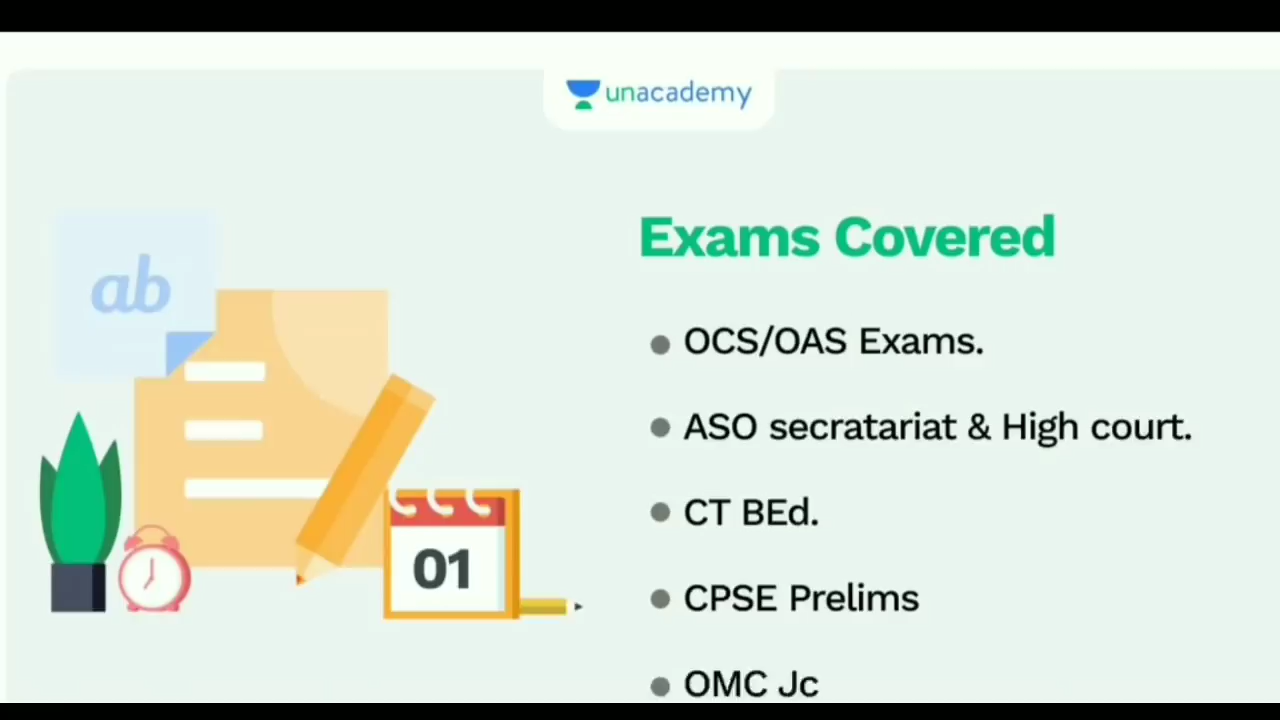 unacademy
ab
Exams Covered
OCS/OAS Exams.
ASO secratariat & High court.
CT BEd.
CPSE Prelims
OMC Jc
01